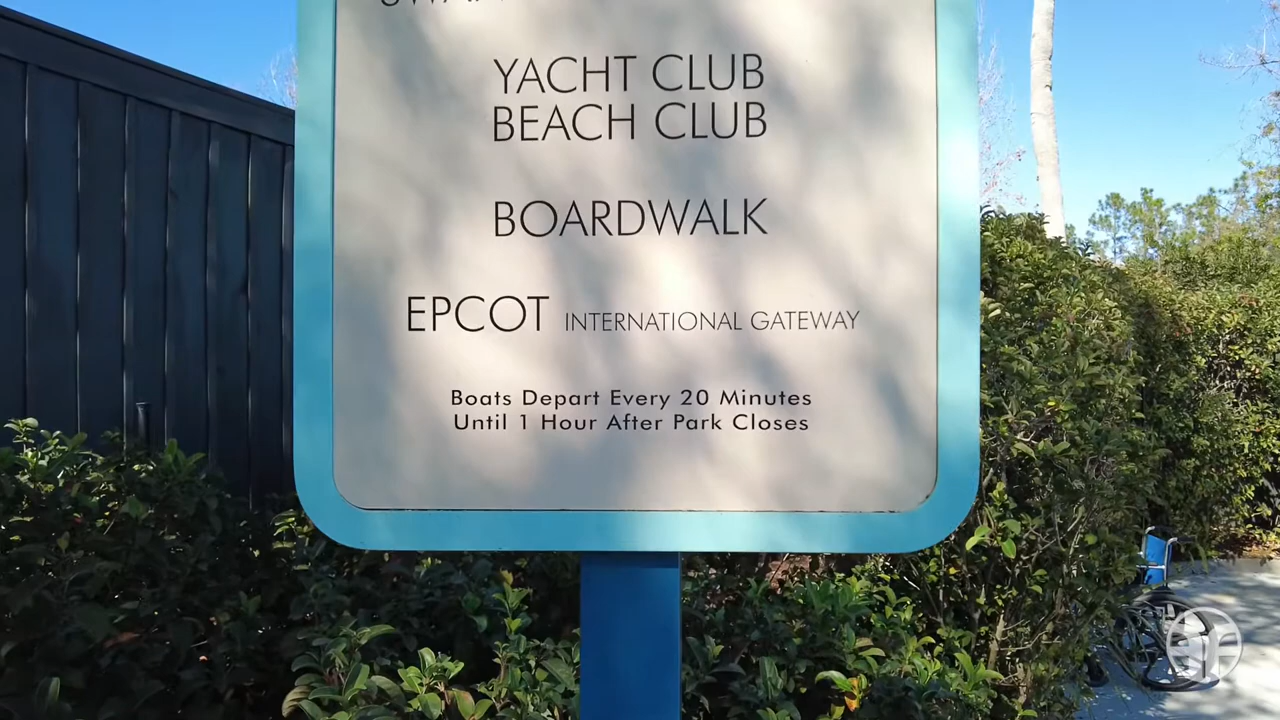 YACHT CLUB
BEACH CLUB
BOARDWALK
EPCOT INTERNATIONAL GATEWAY
Boats Depart Every 20 Minutes
Until 1 Hour After Park Closes